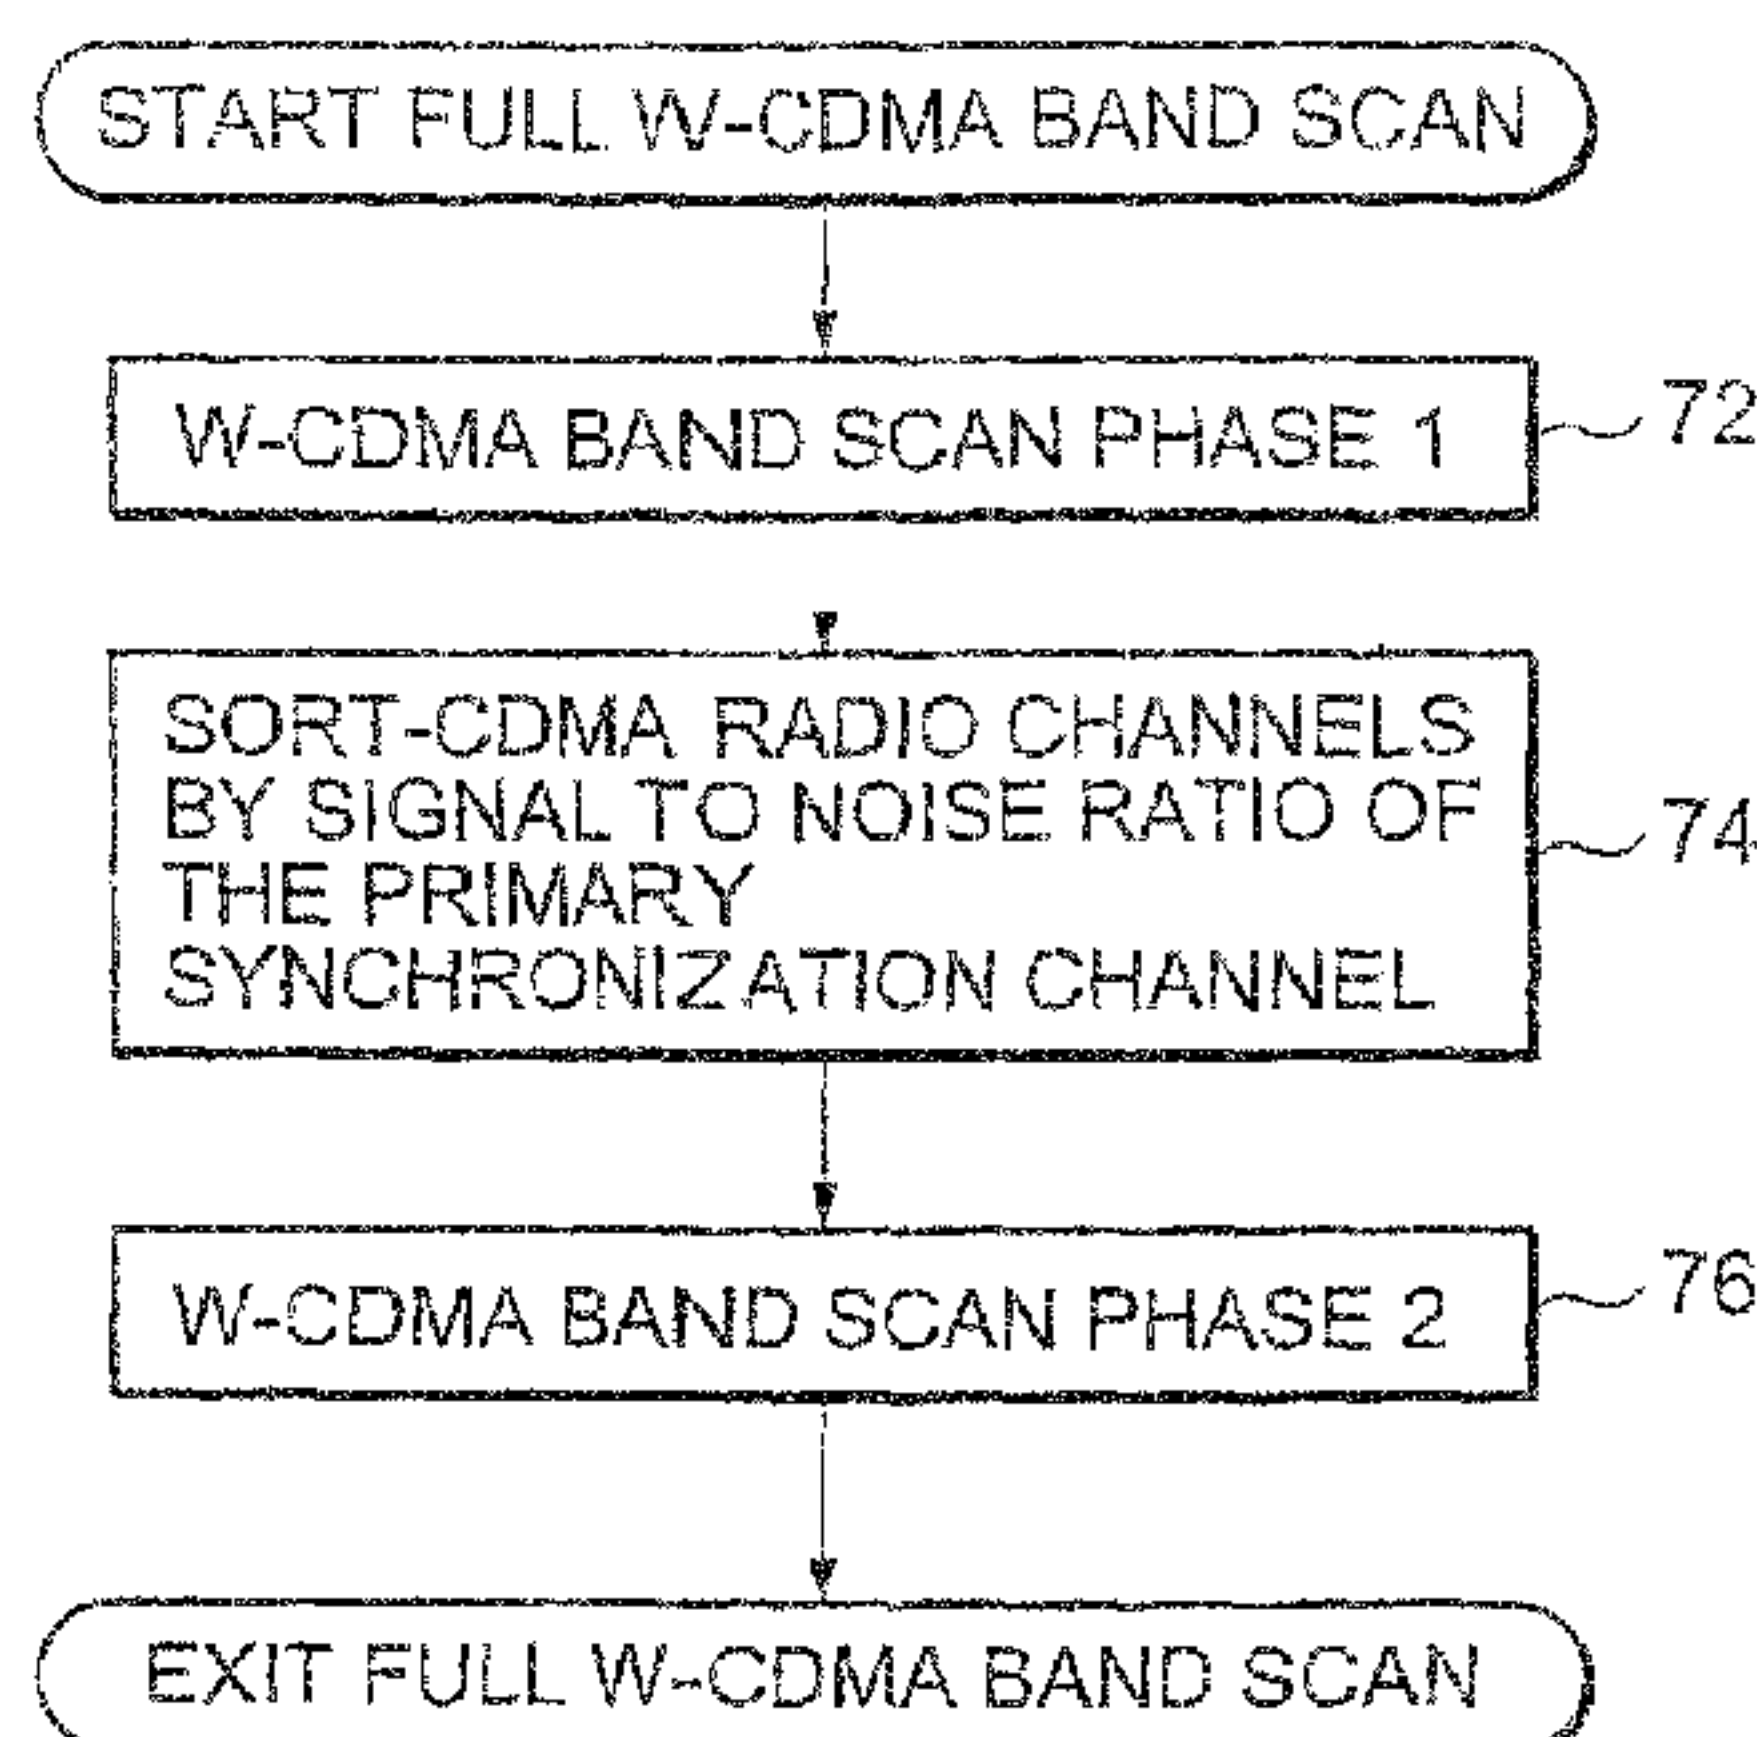 START FULL W-CDMA BAND SCAN
W-CDMA BAND SCAN PHASE 1
72
SORT-CDMA RADIO CHANNELS
BY SIGNAL TO NOISE RATIO OF
THE PRIMARY
SYNCHRONIZATION CHANNEL
74
W-CDMA BAND SCAN PHASE 2
76
EXIT FULL W-CDMA BAND SCAN